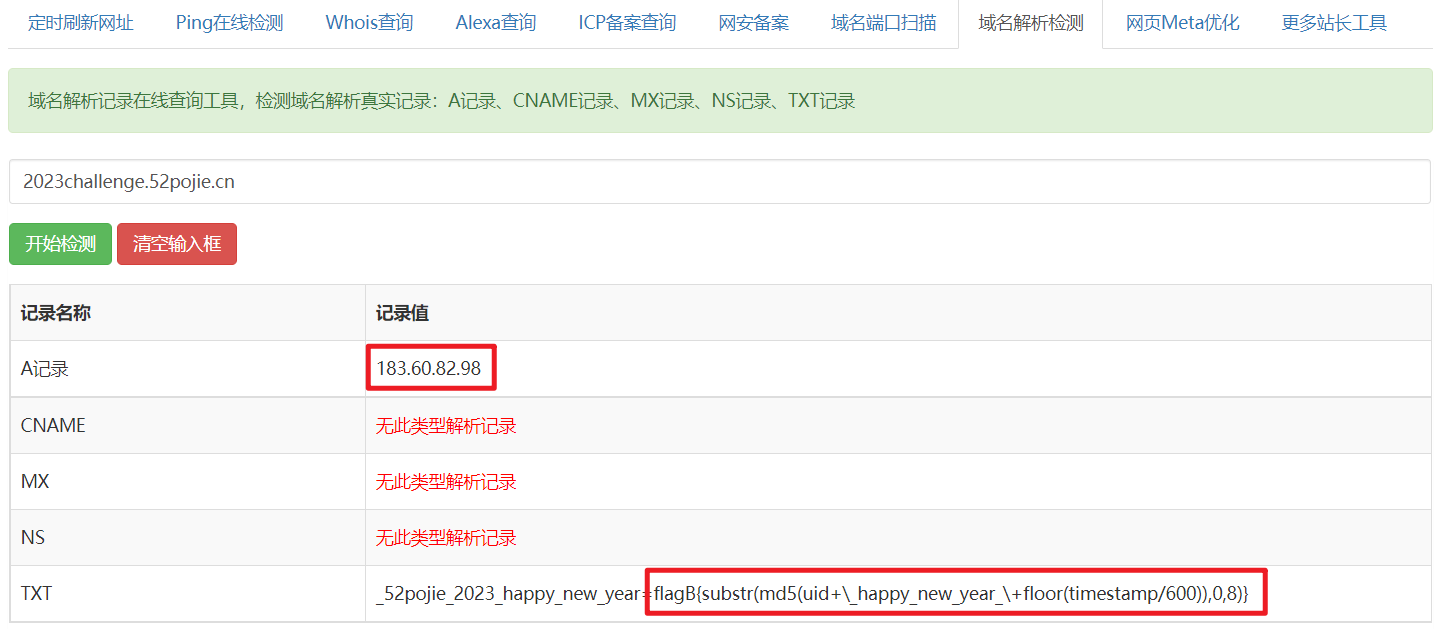 定时刷新网址 Ping在线检测 Whois查询 Alexa查询 ICP备案查询 网安备案 域名端口扫描 域名解析检测 网页Meta优化 更多站长工具
域名解析记录在线查询工具，检测域名解析真实记录：A记录、CNAME记录、MX记录、NS记录、TXT记录
2023challenge.52pojie.cn
开始检测 清空输入框
记录名称 记录值
A记录 183.60.82.98
CNAME 无此类型解析记录
MX 无此类型解析记录
NS 无此类型解析记录
TXT _52pojie_2023_happy_new_year=flagB{substr(md5(uid+\_happy_new_year_\+floor(timestamp/600)),0,8)}